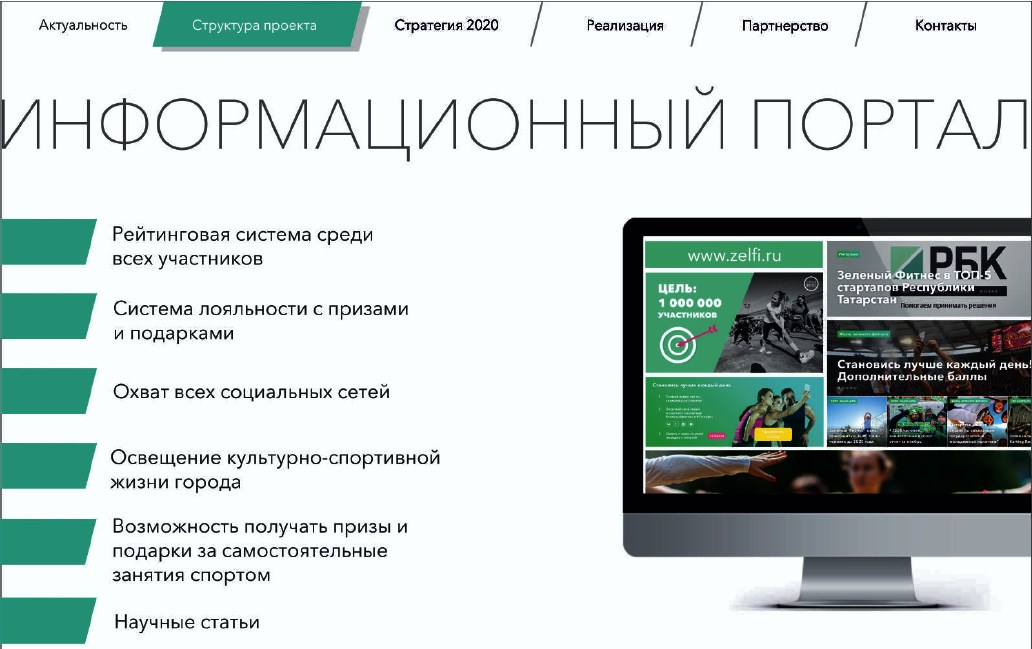 Актуальность
Структура проекта
Стратегия 2020
Реализация
Партнерство
Контакты
ИНФОРМАЦИОННЫЙ ПОРТАЛ
Рейтинговая система среди
всех участников
Система лояльности с призами
и подарками
Охват всех социальных сетей
Освещение культурно-спортивной
жизни города
Возможность получать призы и
подарки за самостоятельные
занятия спортом
Научные статьи
www.zelfi.ru
ЦЕЛЬ:
1 000 000
УЧАСТНИКОВ
Становись лучше каждый день
РБК
Зеленый Фитнес в ТОП-5
стартапов Республики
Татарстан
Помогаем принимать решения
Становись лучше каждый день!
Дополнительные баллы